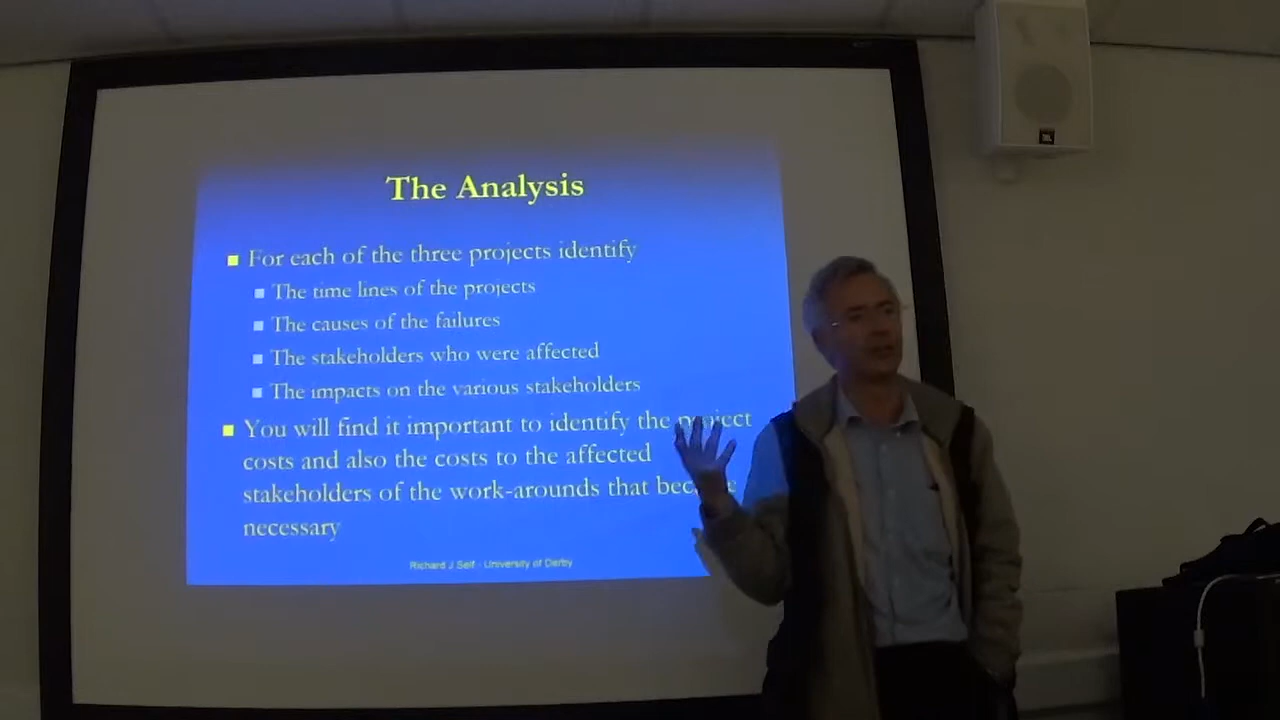 The Analysis
For each of the three projects identify
The time lines of the projects
The causes of the failures
The stakeholders who were affected
The impacts on the various stakeholders
You will find it important to identify the project
costs and also the costs to the affected
stakeholders of the work-arounds that became
necessary
Richard J Self - University of Derby
JBL